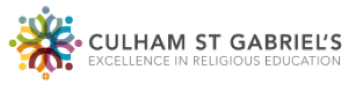 CULHAM ST GABRIEL'S
EXCELLENCE IN RELIGIOUS EDUCATION